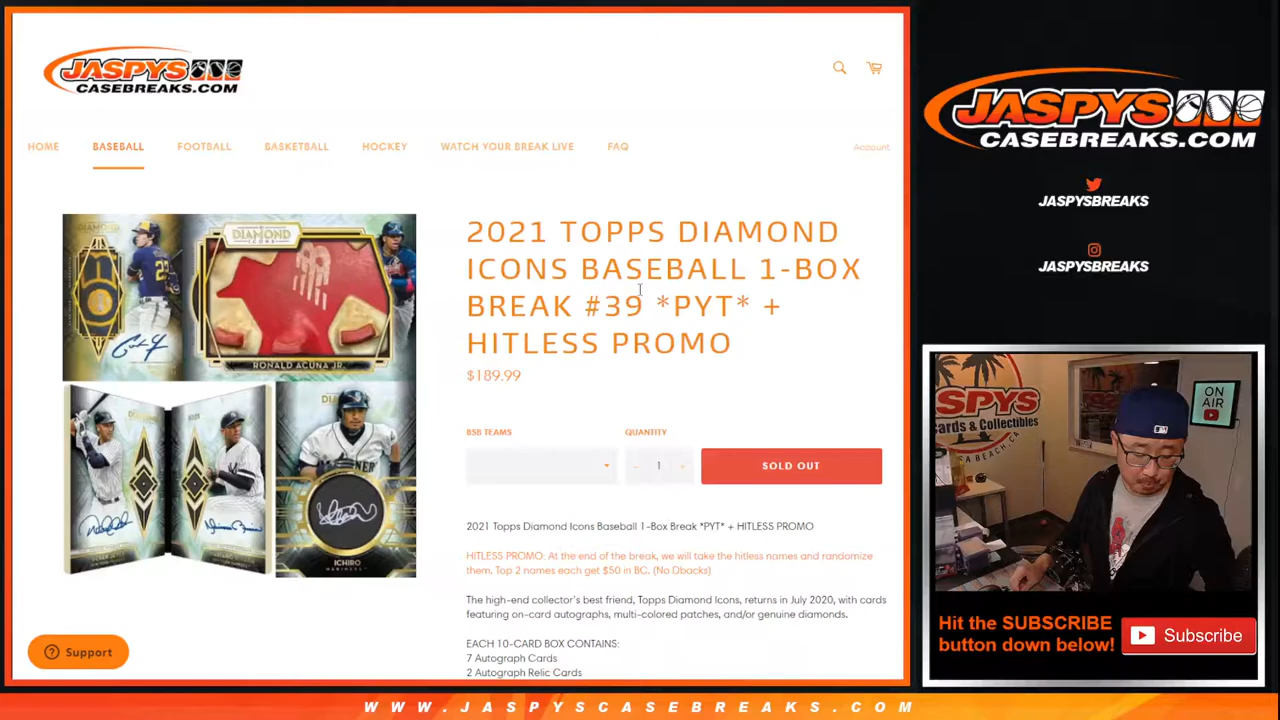 JASPYS
CASEBREAKS.COM
HOME
BASEBALL
FOOTBALL
BASKETBALL
HOCKEY
WATCH YOUR BREAK LIVE
FAQ
Account
2021 TOPPS DIAMOND
ICONS BASEBALL 1-BOX
BREAK #39 *PYT* +
HITLESS PROMO
$189.99
BSB TEAMS
QUANTITY
− 1 +
SOLD OUT
2021 Topps Diamond Icons Baseball 1-Box Break *PYT* + HITLESS PROMO
HITLESS PROMO: At the end of the break, we will take the hitless names and randomize
them. Top 2 names each get $50 in BC. (No Dbacks)
The high-end collector's best friend, Topps Diamond Icons, returns in July 2020, with cards
featuring on-card autographs, multi-colored patches, and/or genuine diamonds.
EACH 10-CARD BOX CONTAINS:
7 Autograph Cards
2 Autograph Relic Cards
DIAMOND
ICONS
RONALD ACUNA JR.
ICHIRO
MARINERS
Support
JASPYS
CASEBREAKS.COM
JASPYSBREAKS
JASPYSBREAKS
ON
AIR
Cards & Collectibles
Hit the SUBSCRIBE
button down below!
Subscribe
WWW.JASPYSCASEBREAKS.COM